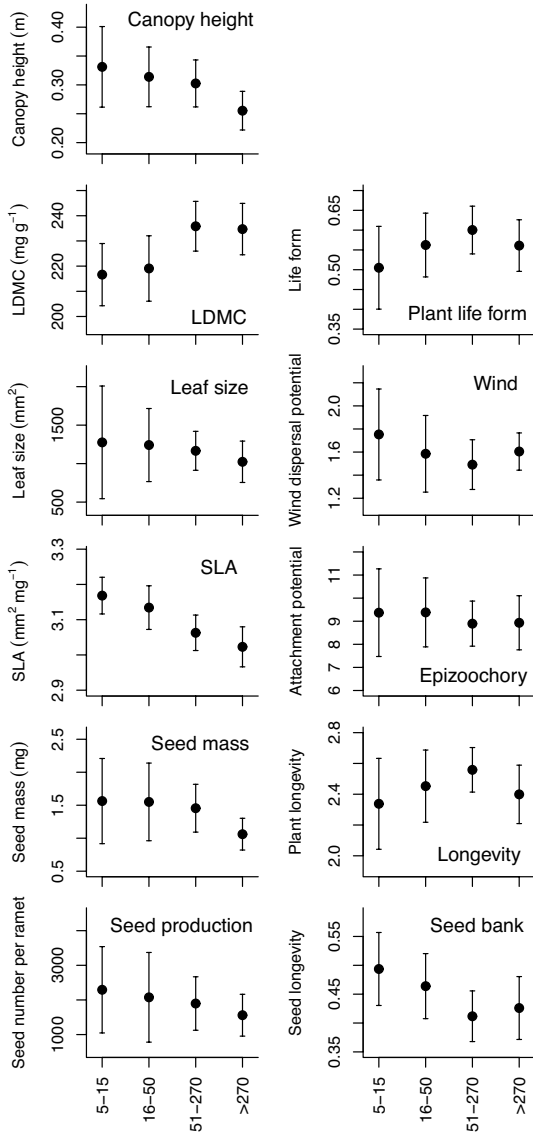 Canopy height (m)
0.40
0.30
0.20
Canopy height
LDMC (mg g⁻¹)
240
220
200
LDMC
Life form
0.65
0.50
0.35
Plant life form
Leaf size (mm²)
1500
500
Leaf size
Wind dispersal potential
2.0
1.6
1.2
Wind
SLA (mm² mg⁻¹)
3.3
3.1
2.9
SLA
Attachment potential
11
9
8
7
6
Epizoochory
Seed mass (mg)
2.5
1.5
0.5
Seed mass
Plant longevity
2.8
2.4
2.0
Longevity
Seed number per ramet
3000
1000
Seed production
Seed longevity
0.55
0.45
0.35
Seed bank
5−15
16−50
51−270
>270
5−15
16−50
51−270
>270